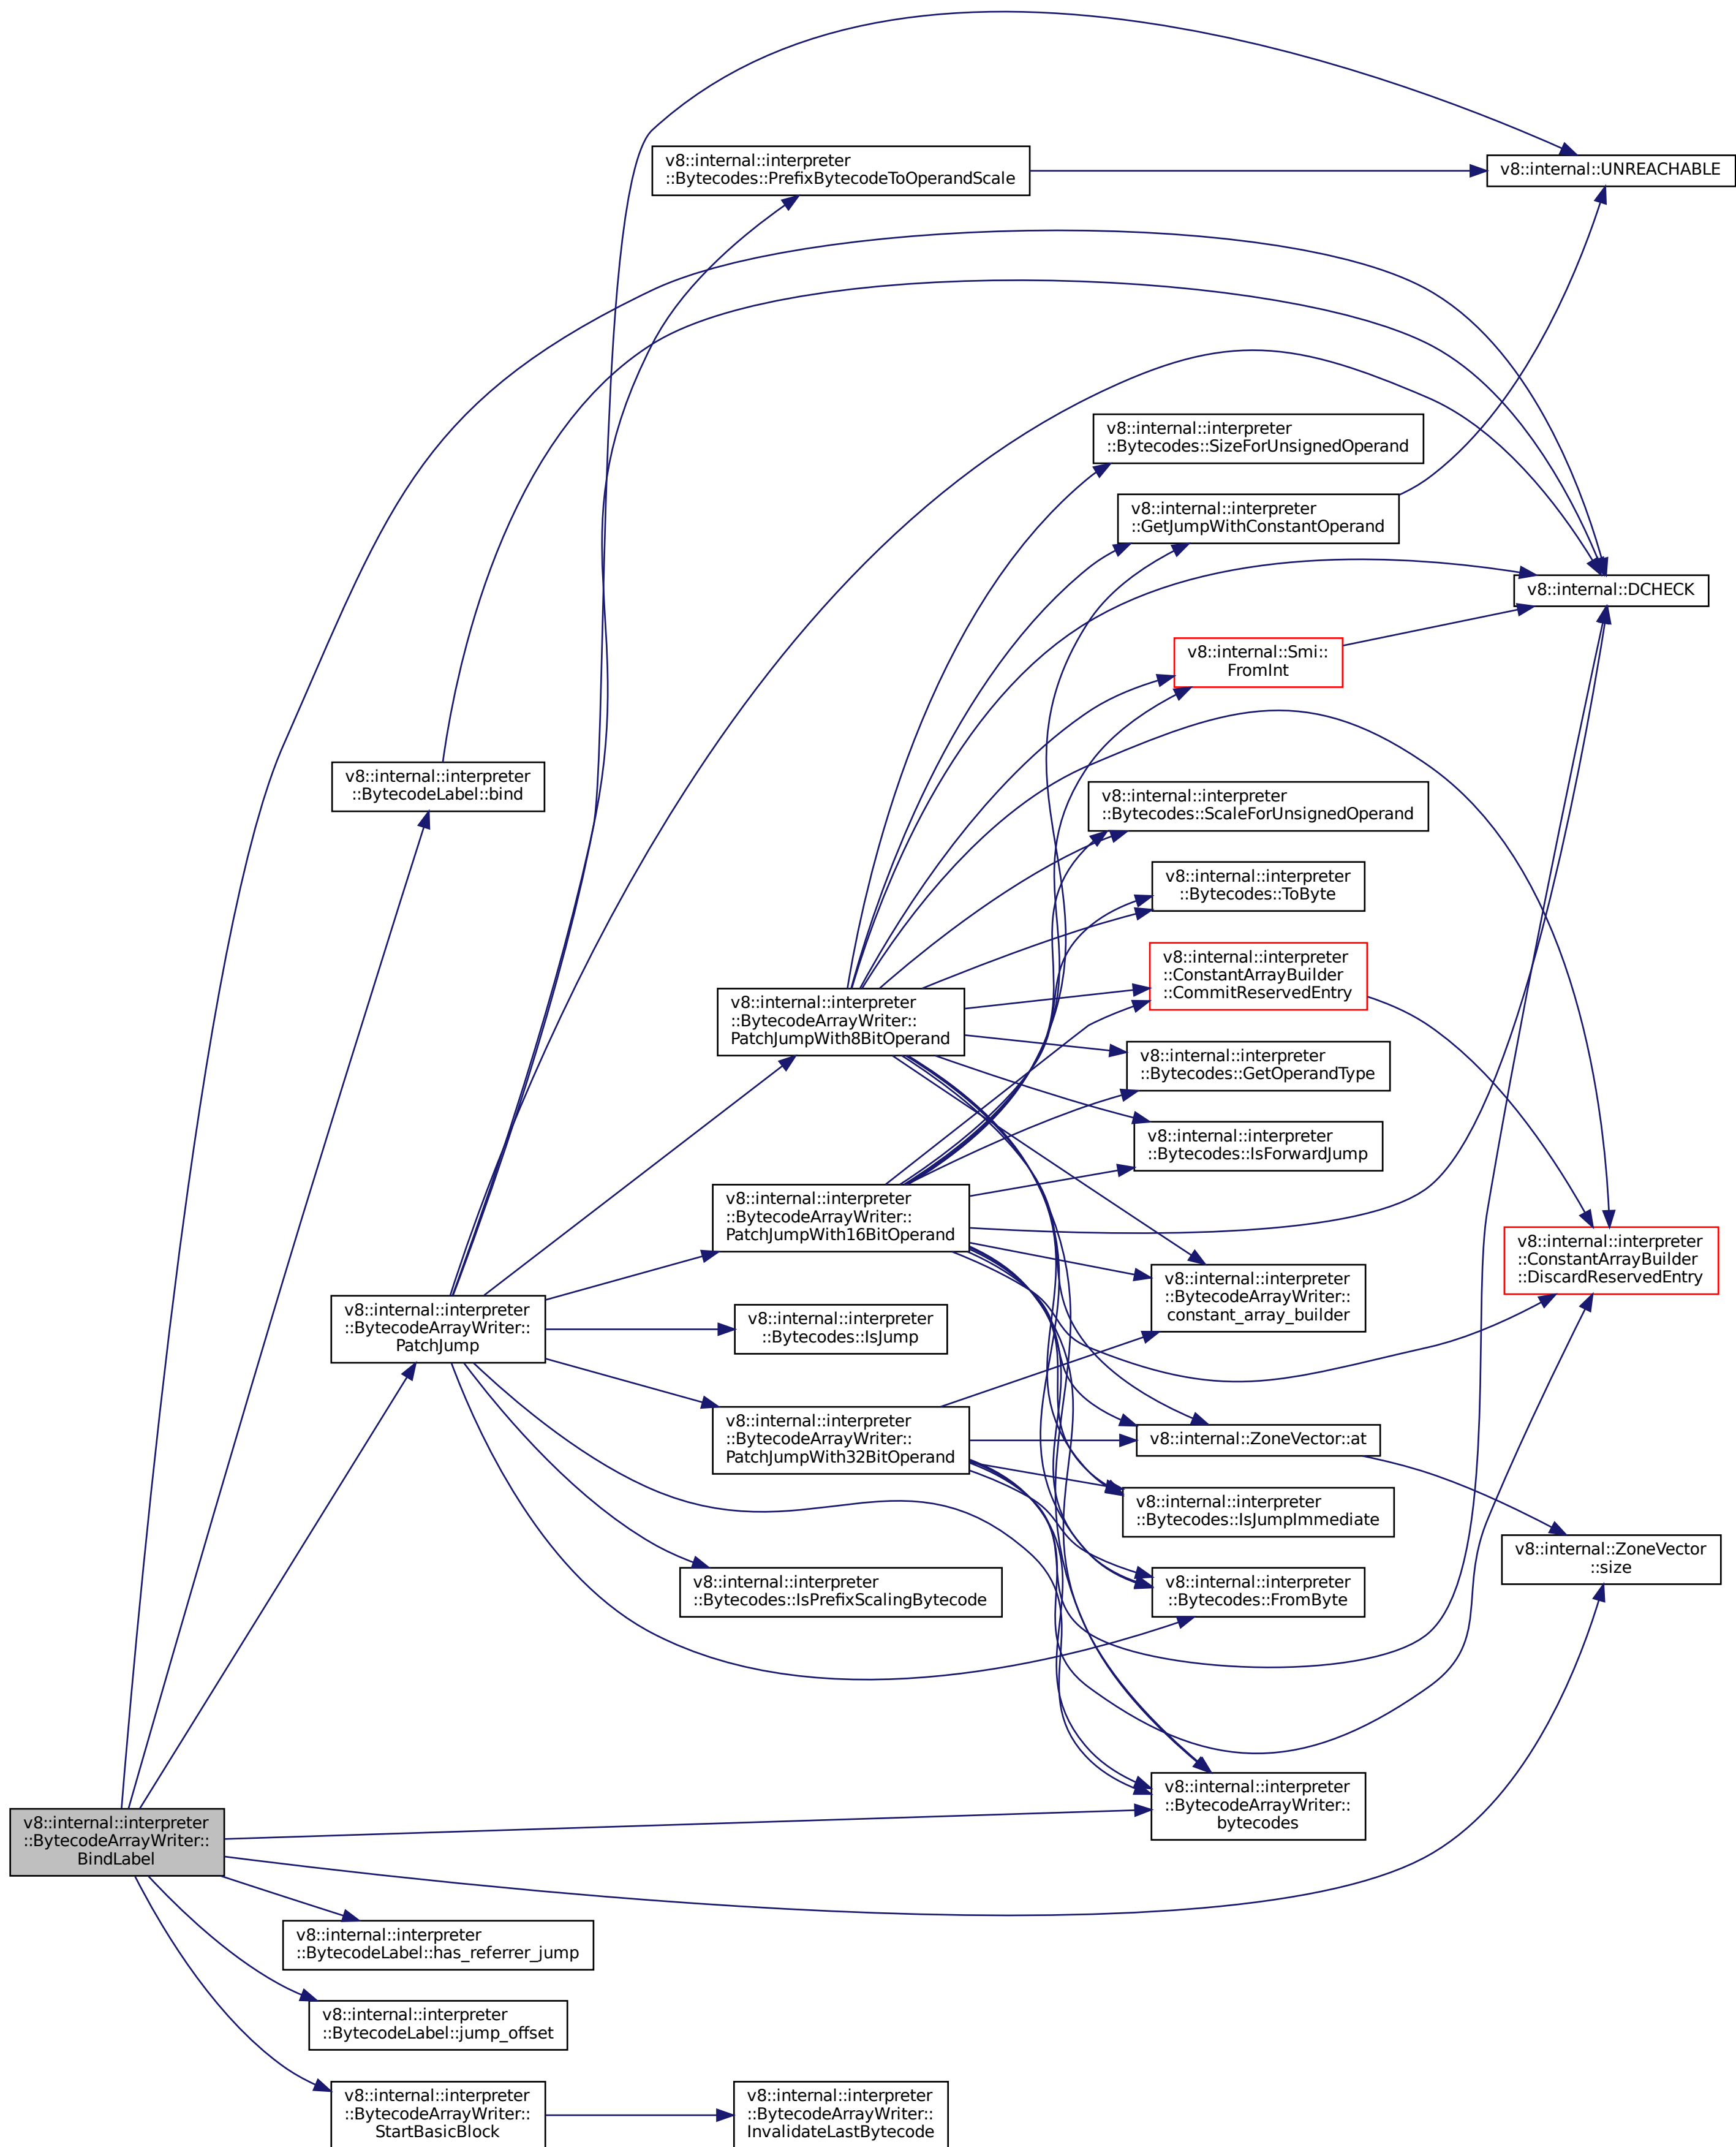 v8::internal::interpreter
::Bytecodes::PrefixBytecodeToOperandScale
v8::internal::UNREACHABLE
v8::internal::interpreter
::Bytecodes::SizeForUnsignedOperand
v8::internal::interpreter
::GetJumpWithConstantOperand
v8::internal::DCHECK
v8::internal::Smi::
FromInt
v8::internal::interpreter
::BytecodeLabel::bind
v8::internal::interpreter
::Bytecodes::ScaleForUnsignedOperand
v8::internal::interpreter
::Bytecodes::ToByte
v8::internal::interpreter
::ConstantArrayBuilder
::CommitReservedEntry
v8::internal::interpreter
::BytecodeArrayWriter::
PatchJumpWith8BitOperand
v8::internal::interpreter
::Bytecodes::GetOperandType
v8::internal::interpreter
::Bytecodes::IsForwardJump
v8::internal::interpreter
::BytecodeArrayWriter::
PatchJumpWith16BitOperand
v8::internal::interpreter
::ConstantArrayBuilder
::DiscardReservedEntry
v8::internal::interpreter
::BytecodeArrayWriter::
constant_array_builder
v8::internal::interpreter
::BytecodeArrayWriter::
PatchJump
v8::internal::interpreter
::Bytecodes::IsJump
v8::internal::interpreter
::BytecodeArrayWriter::
PatchJumpWith32BitOperand
v8::internal::ZoneVector::at
v8::internal::interpreter
::Bytecodes::IsJumpImmediate
v8::internal::ZoneVector
::size
v8::internal::interpreter
::Bytecodes::IsPrefixScalingBytecode
v8::internal::interpreter
::Bytecodes::FromByte
v8::internal::interpreter
::BytecodeArrayWriter::
bytecodes
v8::internal::interpreter
::BytecodeArrayWriter::
BindLabel
v8::internal::interpreter
::BytecodeLabel::has_referrer_jump
v8::internal::interpreter
::BytecodeLabel::jump_offset
v8::internal::interpreter
::BytecodeArrayWriter::
StartBasicBlock
v8::internal::interpreter
::BytecodeArrayWriter::
InvalidateLastBytecode